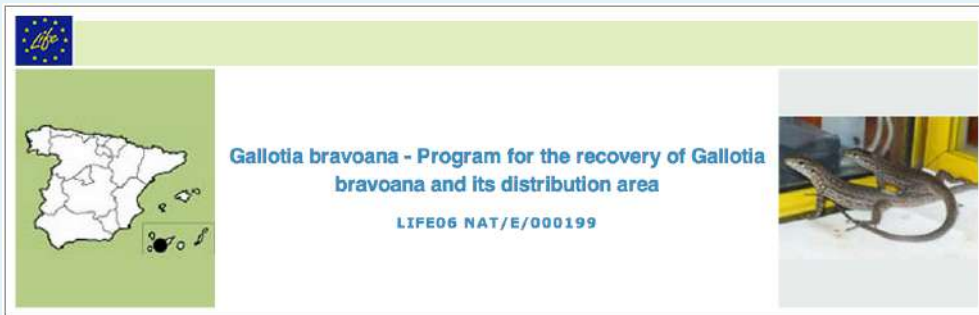 Life
Gallotia bravoana - Program for the recovery of Gallotia
bravoana and its distribution area
LIFE06 NAT/E/000199